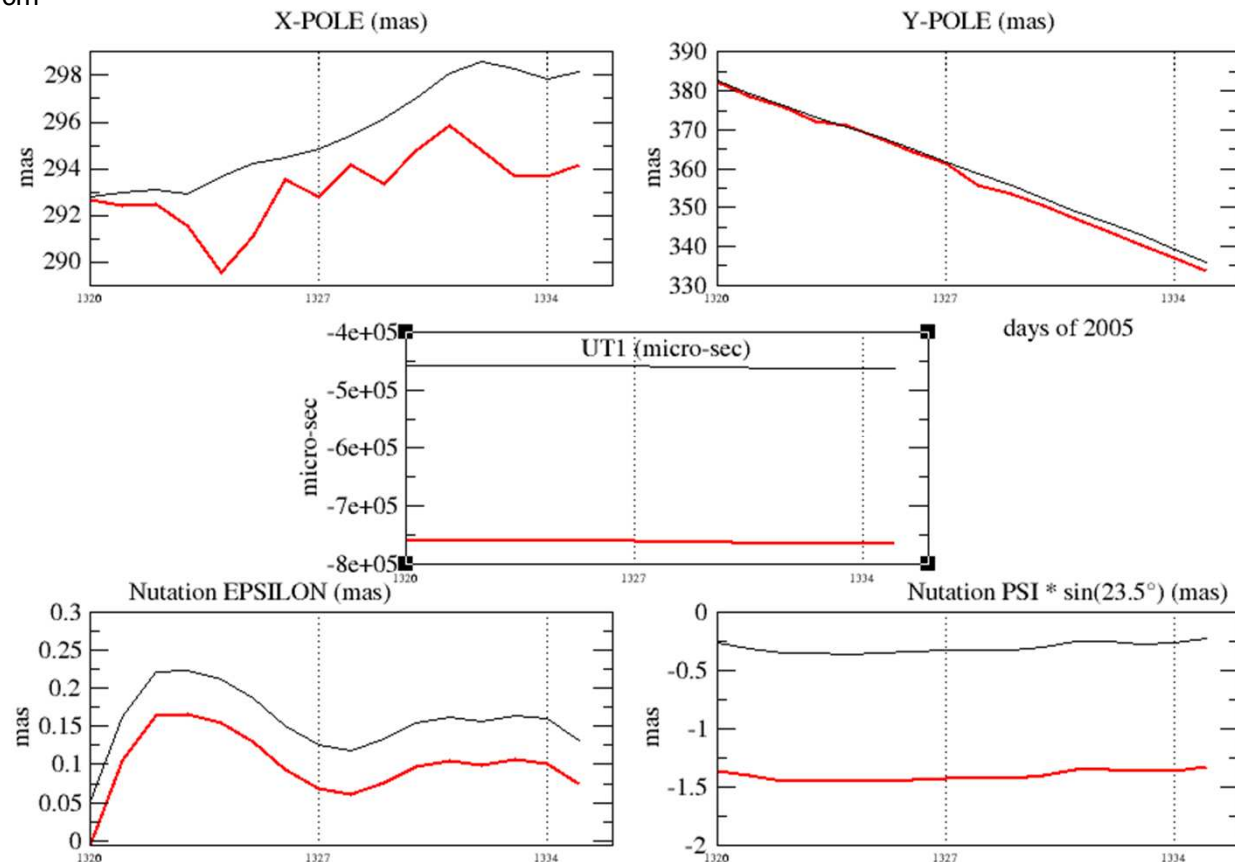 cm
X-POLE (mas)
298
296
294
292
290
mas
1320
1327
1334
Y-POLE (mas)
390
380
370
360
350
340
330
mas
1320
1327
1334
days of 2005
UT1 (micro-sec)
-4e+05
-5e+05
-6e+05
-7e+05
-8e+05
micro-sec
1320
1327
1334
Nutation EPSILON (mas)
0.3
0.25
0.2
0.15
0.1
0.05
0
mas
1320
1327
1334
Nutation PSI * sin(23.5°) (mas)
0
-0.5
-1
-1.5
-2
mas
1320
1327
1334